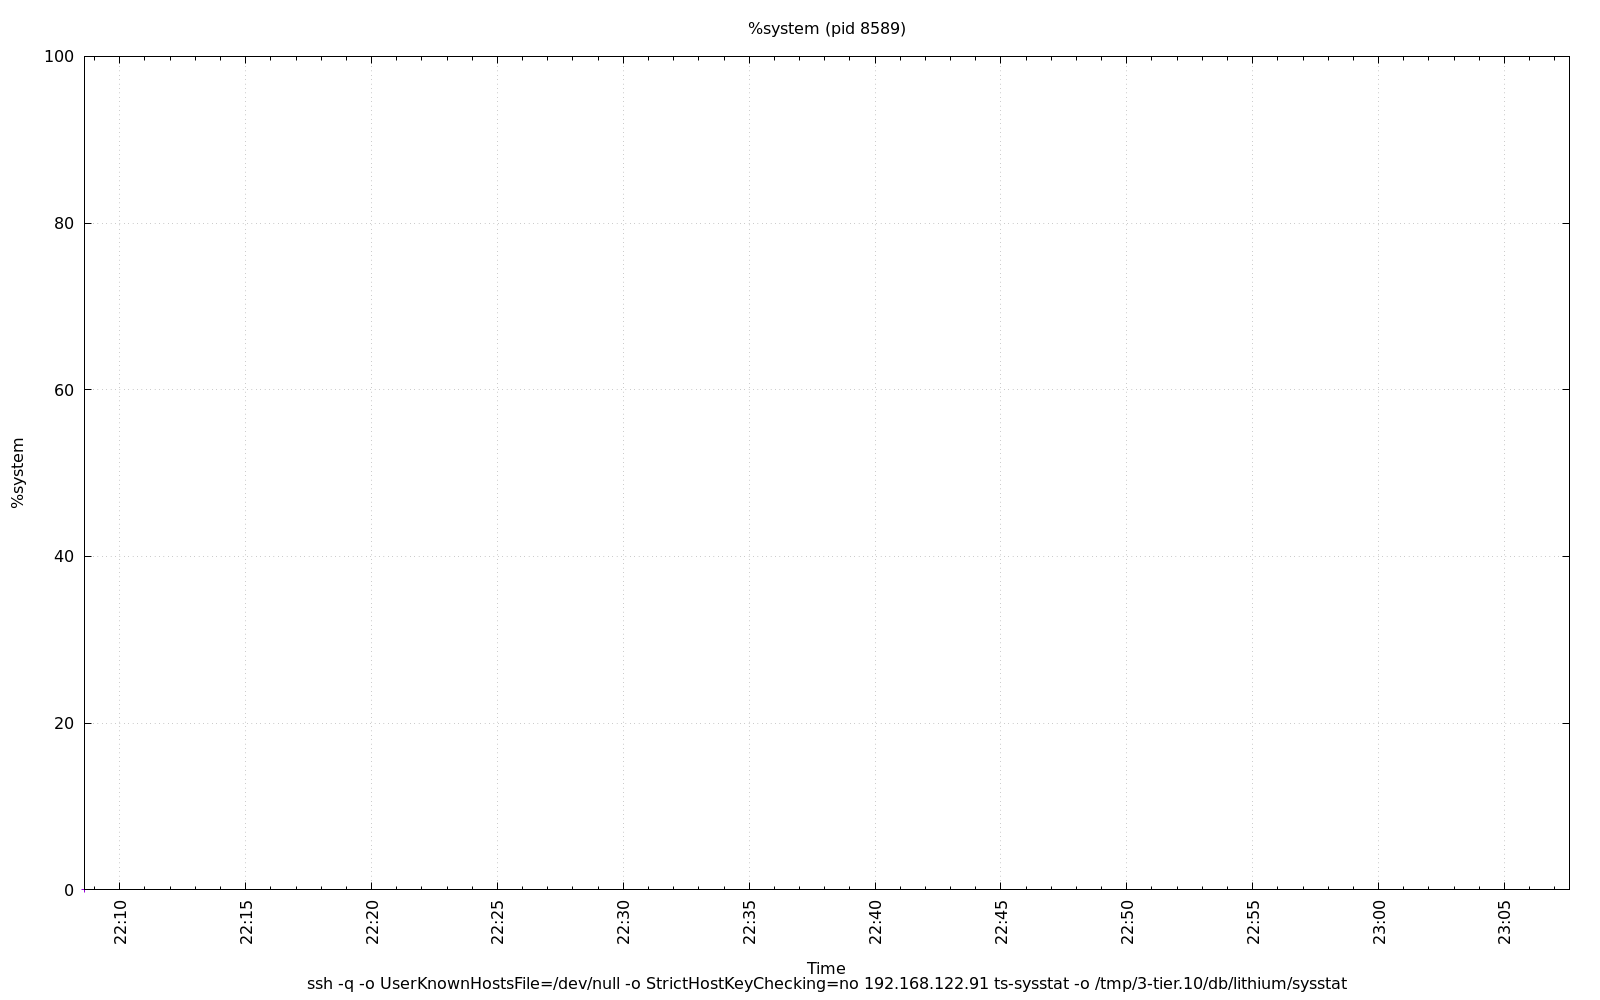 %system (pid 8589)
100
80
60
40
20
0
%system
22:10 22:15 22:20 22:25 22:30 22:35 22:40 22:45 22:50 22:55 23:00 23:05
Time
ssh -q -o UserKnownHostsFile=/dev/null -o StrictHostKeyChecking=no 192.168.122.91 ts-sysstat -o /tmp/3-tier.10/db/lithium/sysstat